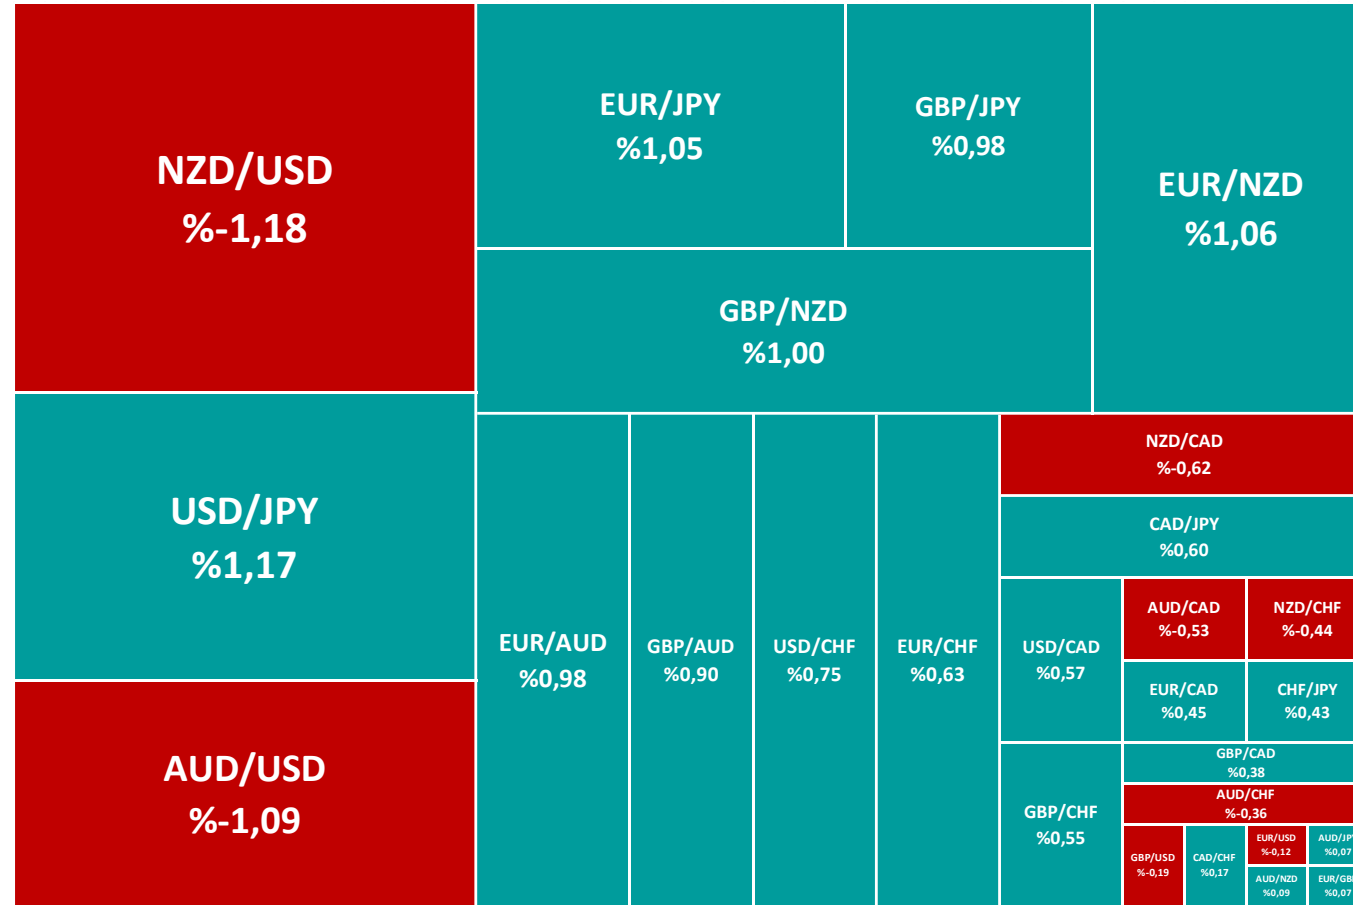 NZD/USD
%-1,18
USD/JPY
%1,17
AUD/USD
%-1,09
EUR/JPY
%1,05
GBP/JPY
%0,98
EUR/NZD
%1,06
GBP/NZD
%1,00
EUR/AUD
%0,98
GBP/AUD
%0,90
USD/CHF
%0,75
EUR/CHF
%0,63
NZD/CAD
%-0,62
CAD/JPY
%0,60
USD/CAD
%0,57
AUD/CAD
%-0,53
NZD/CHF
%-0,44
EUR/CAD
%0,45
CHF/JPY
%0,43
GBP/CHF
%0,55
GBP/CAD
%0,38
AUD/CHF
%-0,36
GBP/USD
%-0,19
CAD/CHF
%0,17
EUR/USD
%-0,12
AUD/JPY
%0,07
AUD/NZD
%0,09
EUR/GBP
%0,07